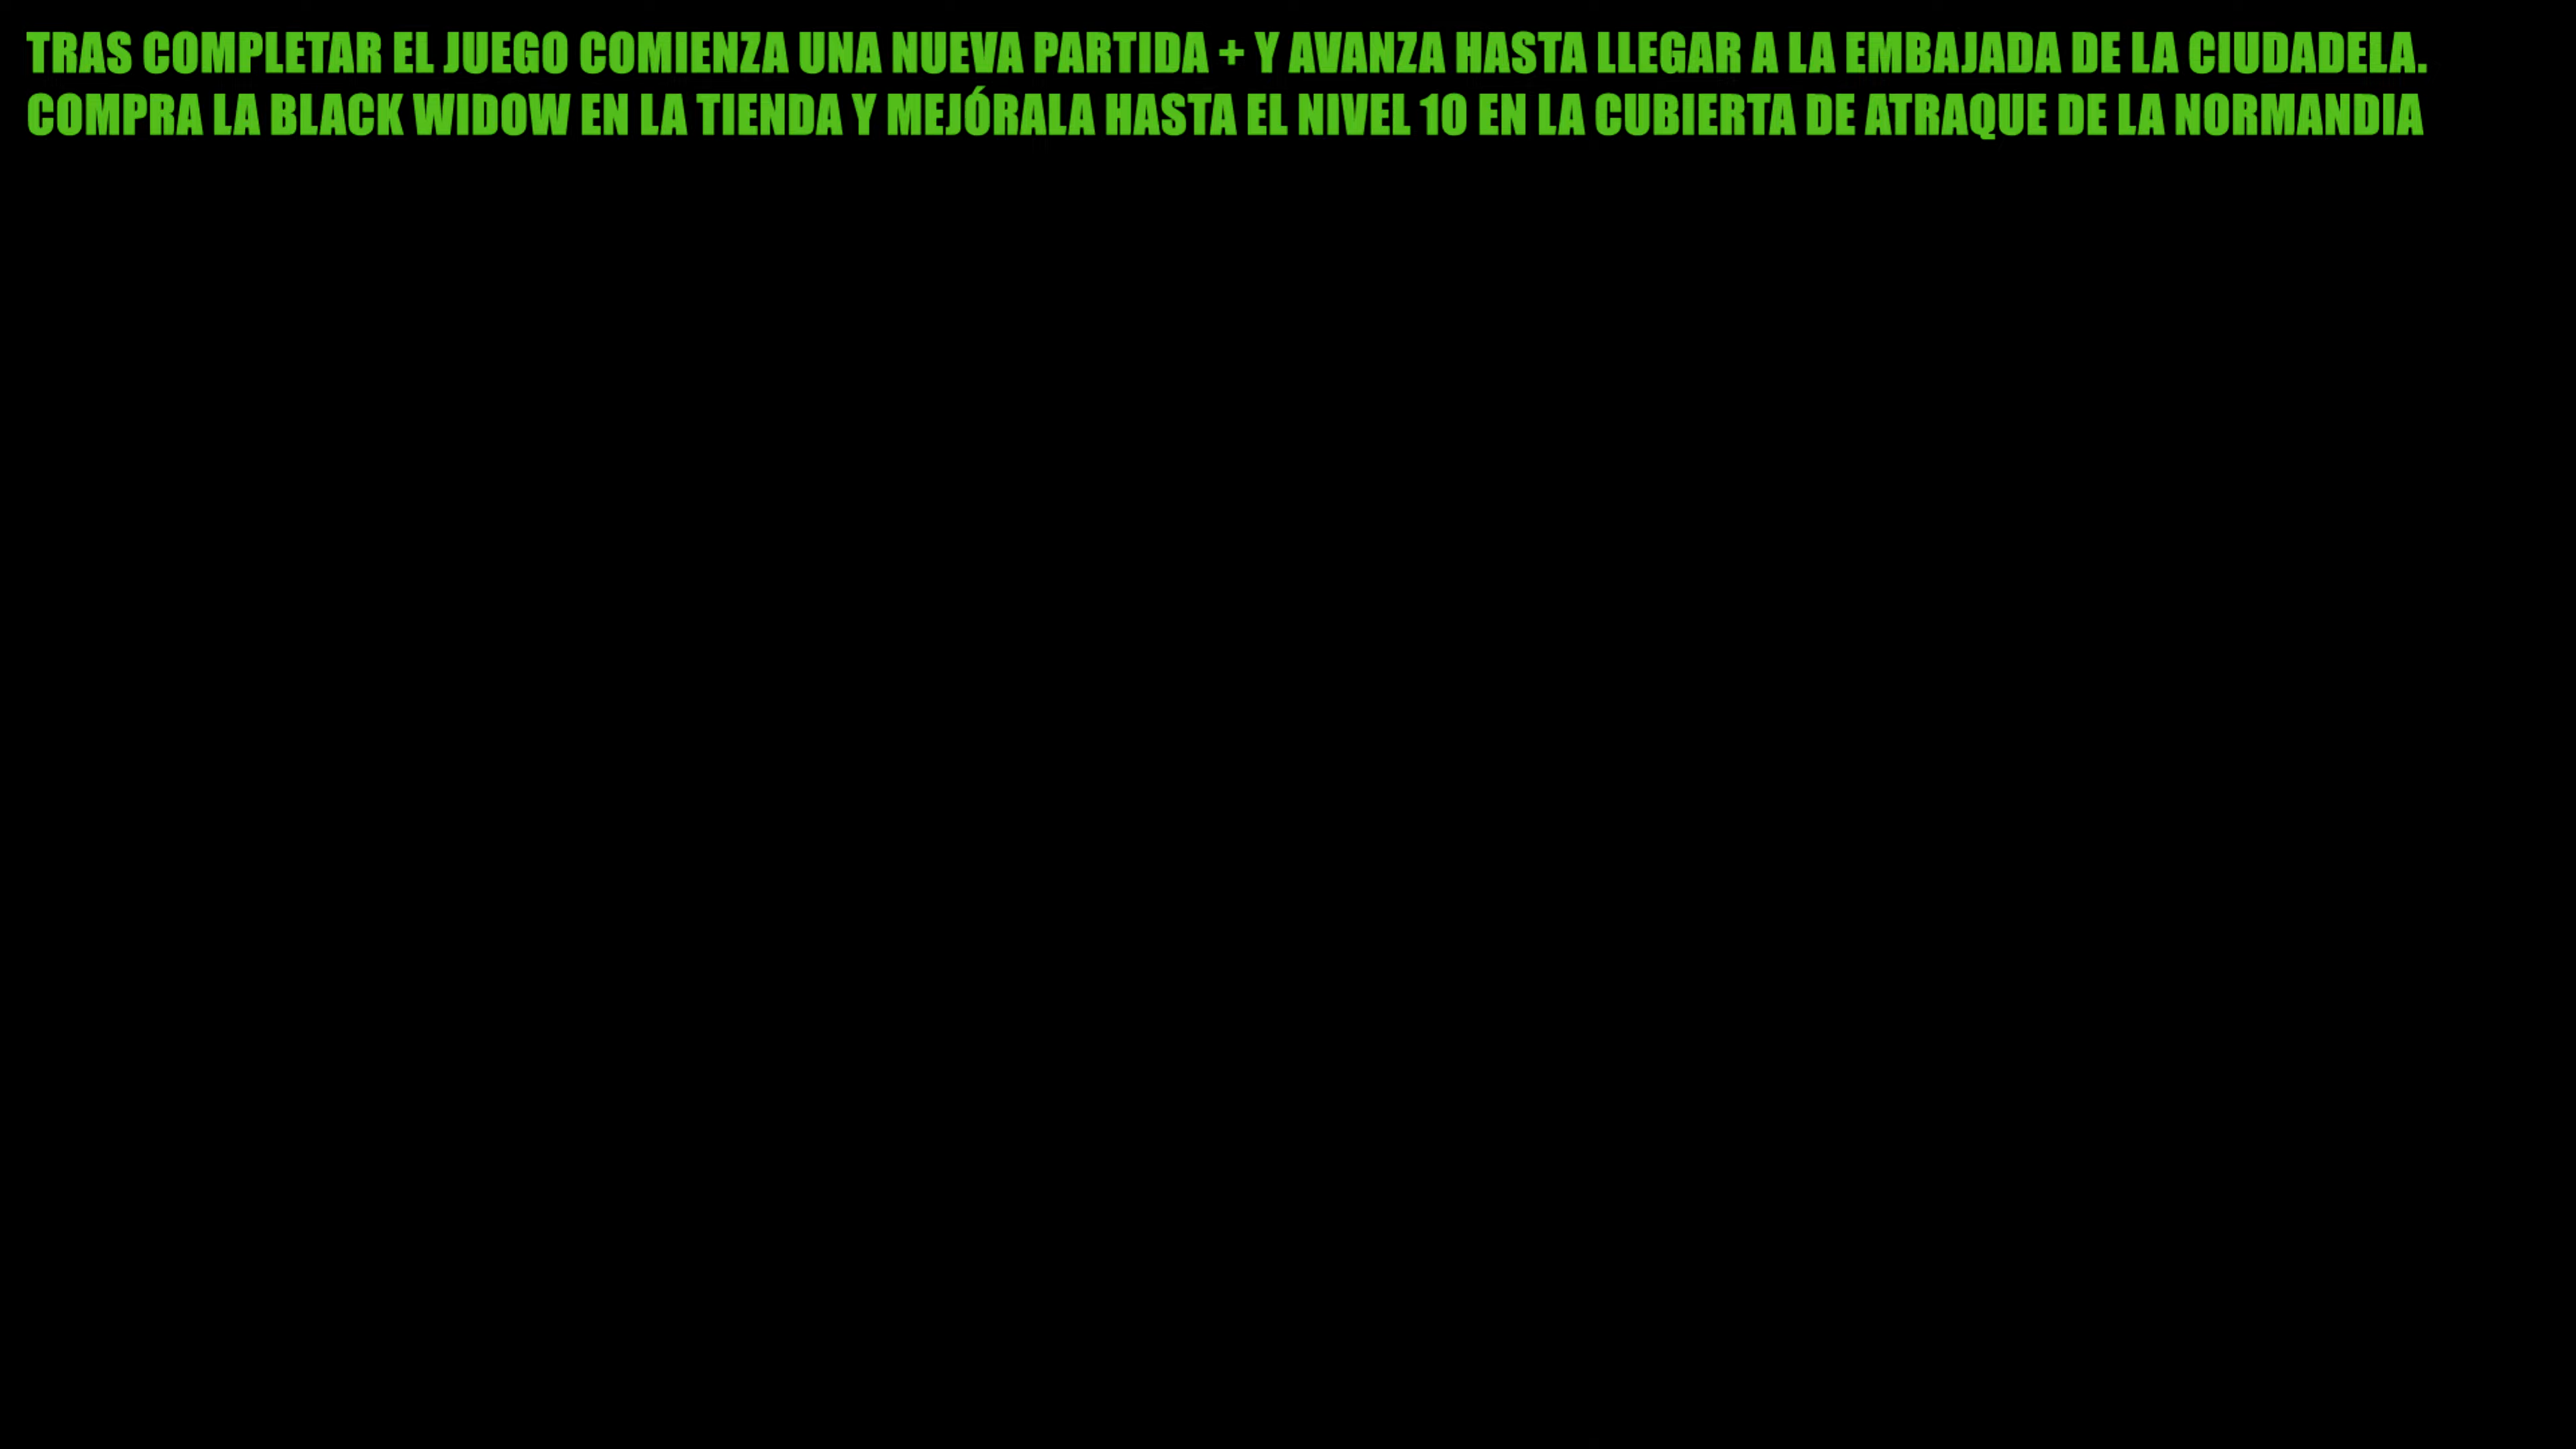 TRAS COMPLETAR EL JUEGO COMIENZA UNA NUEVA PARTIDA + Y AVANZA HASTA LLEGAR A LA EMBAJADA DE LA CIUDADELA.
COMPRA LA BLACK WIDOW EN LA TIENDA Y MEJÓRALA HASTA EL NIVEL 10 EN LA CUBIERTA DE ATRAQUE DE LA NORMANDIA